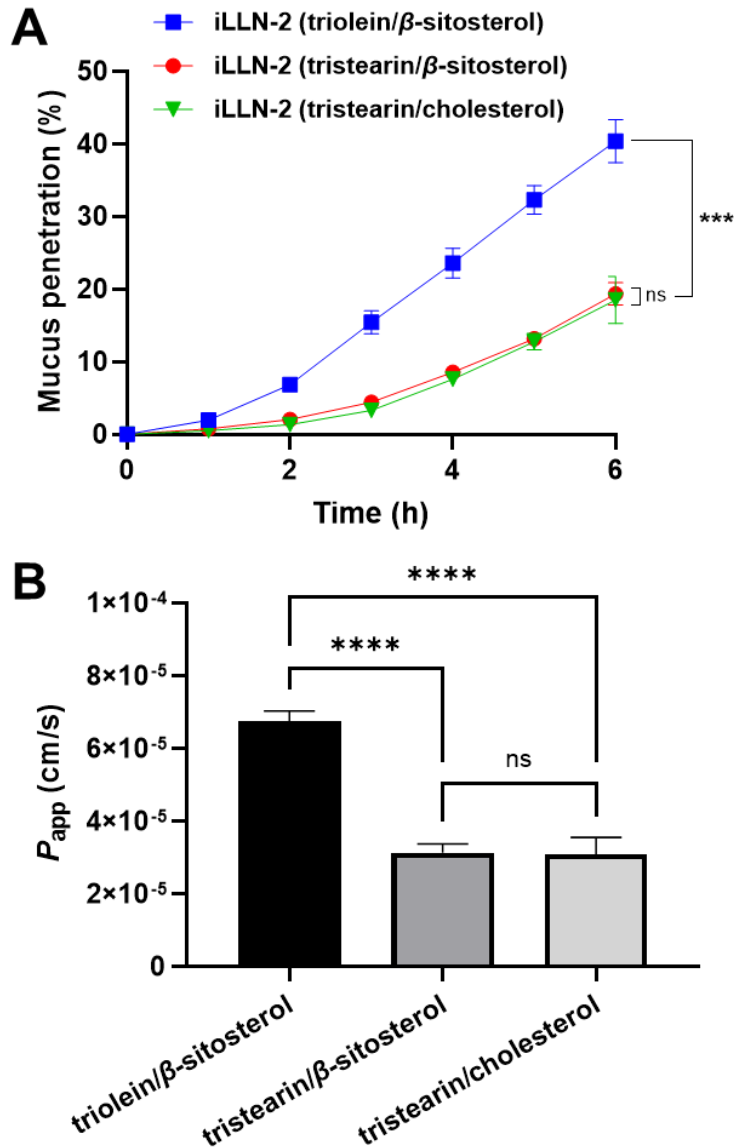 A
iLLN-2 (triolein/β-sitosterol)
iLLN-2 (tristearin/β-sitosterol)
iLLN-2 (tristearin/cholesterol)
Mucus penetration (%)
50
40
30
20
10
0
***
ns
0
2
4
6
Time (h)
B
Papp (cm/s)
1×10⁻⁴
8×10⁻⁵
6×10⁻⁵
4×10⁻⁵
2×10⁻⁵
0
****
****
ns
triolein/β-sitosterol
tristearin/β-sitosterol
tristearin/cholesterol